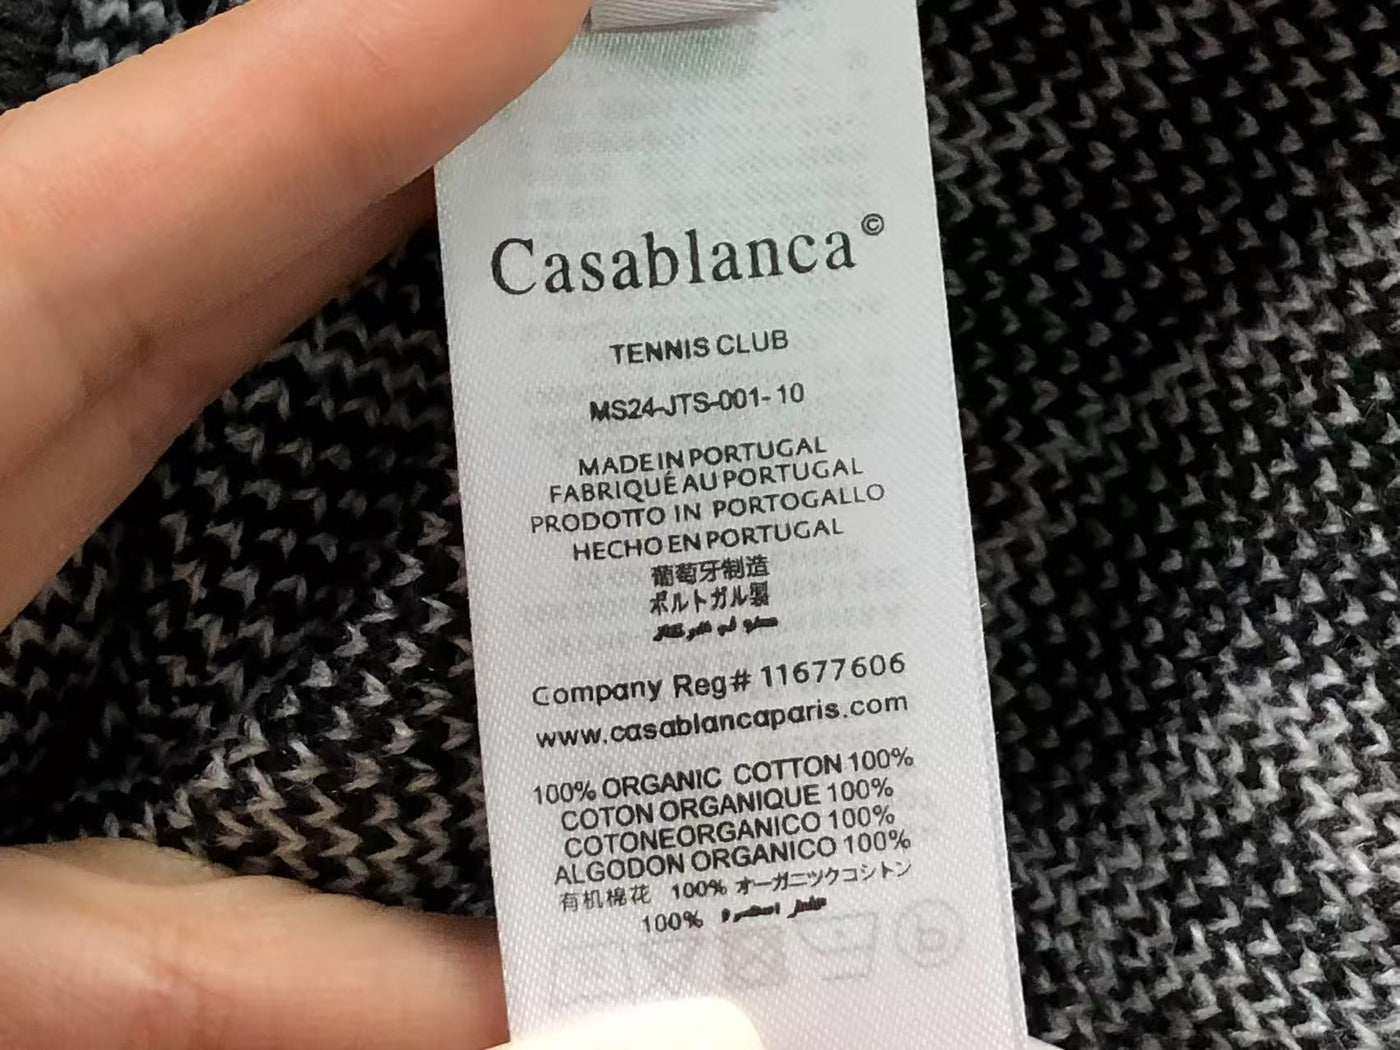 Casablanca©
TENNIS CLUB
MS24-JTS-001-10
MADE IN PORTUGAL
FABRIQUÉ AU PORTUGAL
PRODOTTO IN PORTOGALLO
HECHO EN PORTUGAL
葡萄牙制造
ポルトガル製
Company Reg# 11677606
www.casablancaparis.com
100% ORGANIC COTTON 100%
COTON ORGANIQUE 100%
COTONEORGANICO 100%
ALGODON ORGANICO 100%
有机棉花 100% オーガニツクコシトン
100%